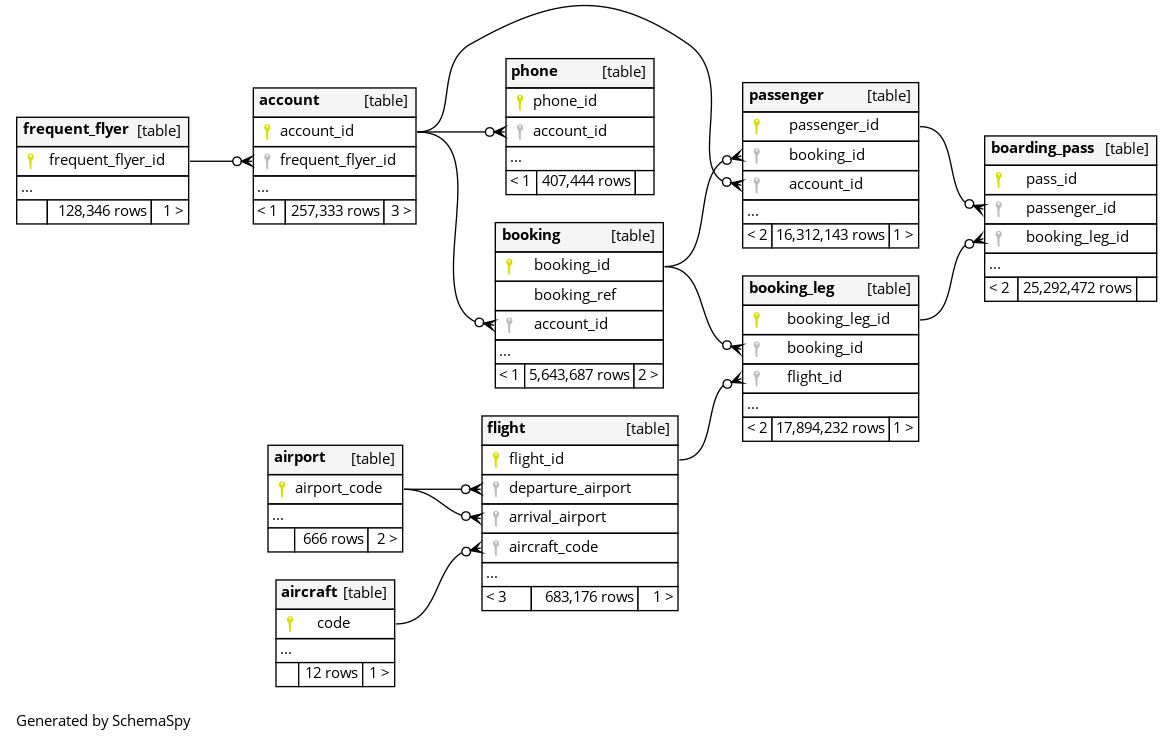 frequent_flyer [table]
frequent_flyer_id
...
128,346 rows 1 >
account [table]
account_id
frequent_flyer_id
...
< 1 257,333 rows 3 >
phone [table]
phone_id
account_id
...
< 1 407,444 rows
booking [table]
booking_id
booking_ref
account_id
...
< 1 5,643,687 rows 2 >
passenger [table]
passenger_id
booking_id
account_id
...
< 2 16,312,143 rows 1 >
boarding_pass [table]
pass_id
passenger_id
booking_leg_id
...
< 2 25,292,472 rows
booking_leg [table]
booking_leg_id
booking_id
flight_id
...
< 2 17,894,232 rows 1 >
flight [table]
flight_id
departure_airport
arrival_airport
aircraft_code
...
< 3 683,176 rows 1 >
airport [table]
airport_code
...
666 rows 2 >
aircraft [table]
code
...
12 rows 1 >
Generated by SchemaSpy